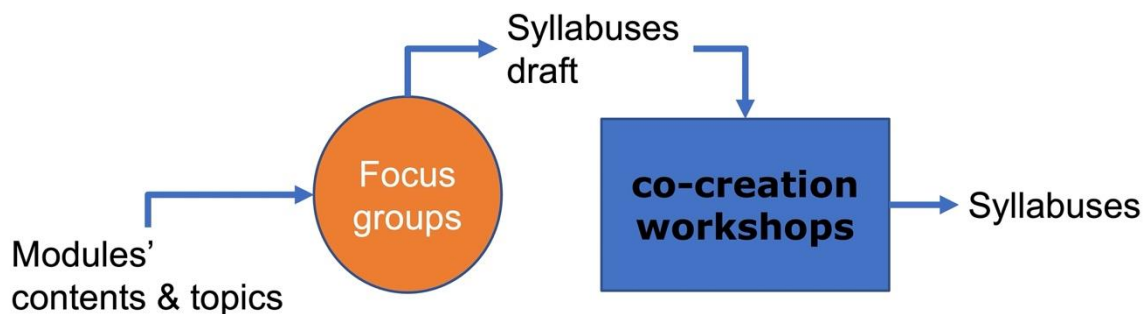 Modules’
contents & topics
Focus
groups
Syllabuses
draft
co-creation
workshops
Syllabuses